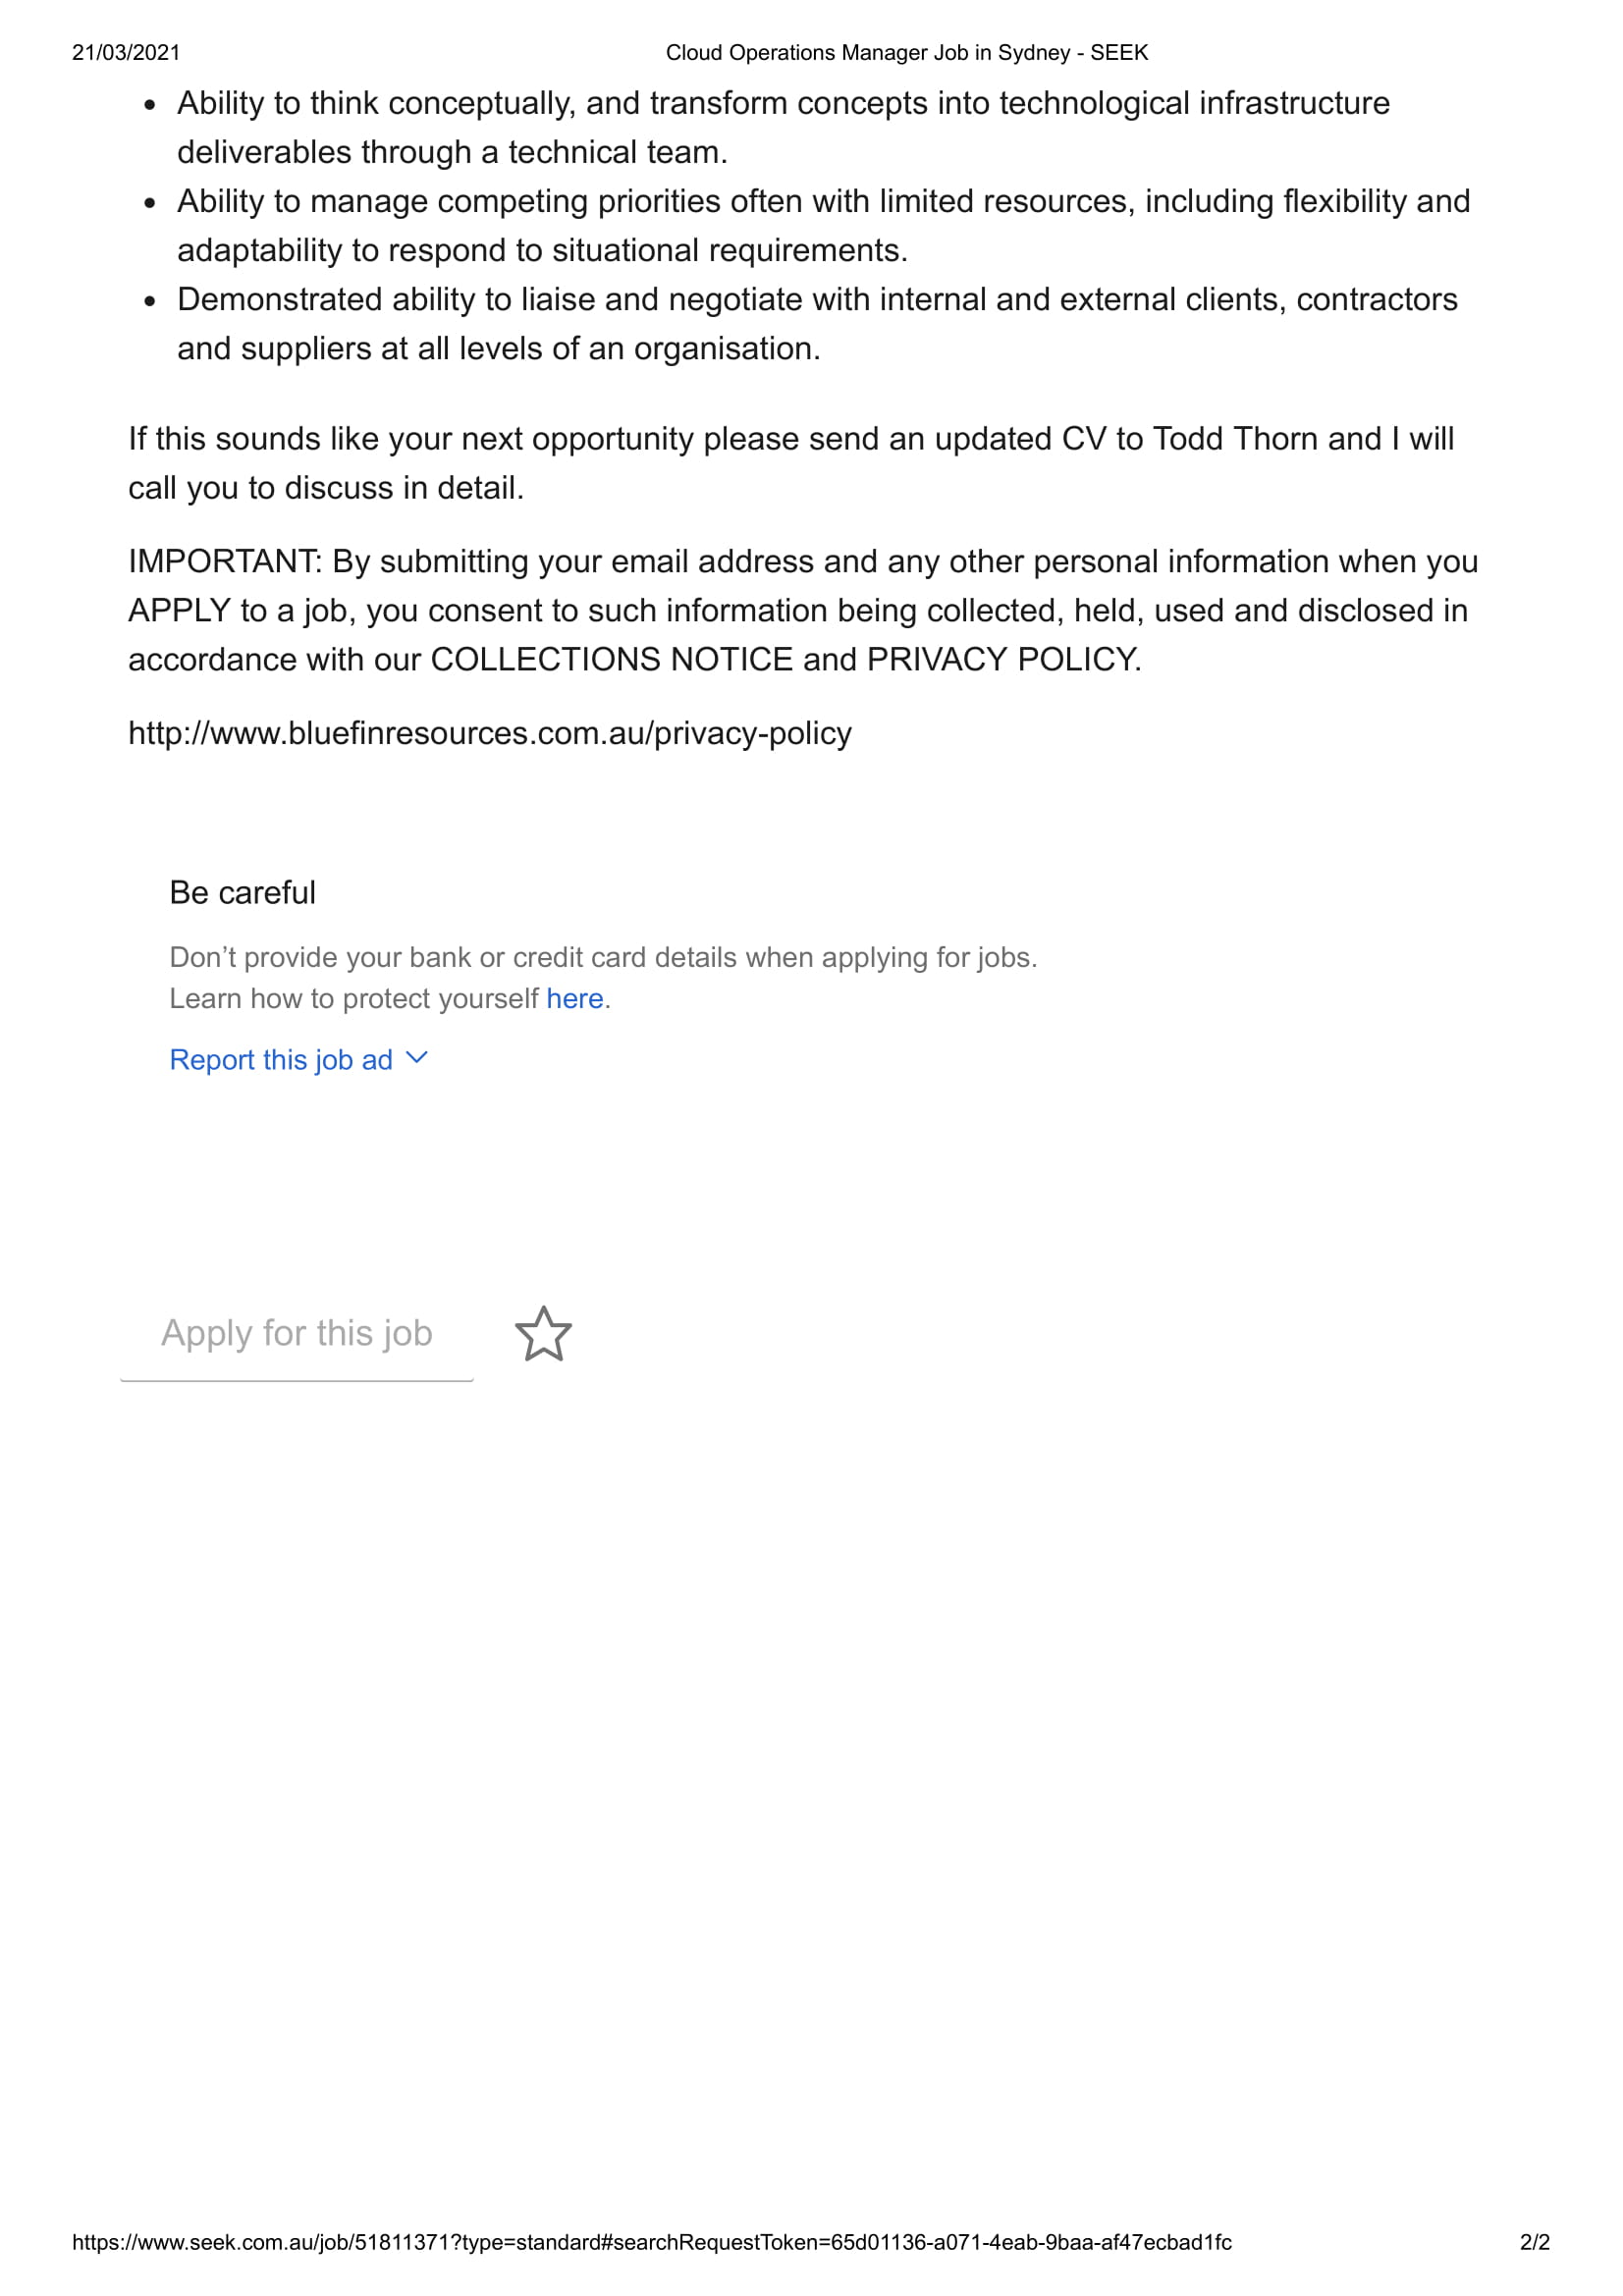 21/03/2021 Cloud Operations Manager Job in Sydney - SEEK
• Ability to think conceptually, and transform concepts into technological infrastructure
deliverables through a technical team.
• Ability to manage competing priorities often with limited resources, including flexibility and
adaptability to respond to situational requirements.
• Demonstrated ability to liaise and negotiate with internal and external clients, contractors
and suppliers at all levels of an organisation.
If this sounds like your next opportunity please send an updated CV to Todd Thorn and I will
call you to discuss in detail.
IMPORTANT: By submitting your email address and any other personal information when you
APPLY to a job, you consent to such information being collected, held, used and disclosed in
accordance with our COLLECTIONS NOTICE and PRIVACY POLICY.
http://www.bluefinresources.com.au/privacy-policy
Be careful
Don’t provide your bank or credit card details when applying for jobs.
Learn how to protect yourself here.
Report this job ad
Apply for this job
https://www.seek.com.au/job/51811371?type=standard#searchRequestToken=65d01136-a071-4eab-9baa-af47ecbad1fc 2/2